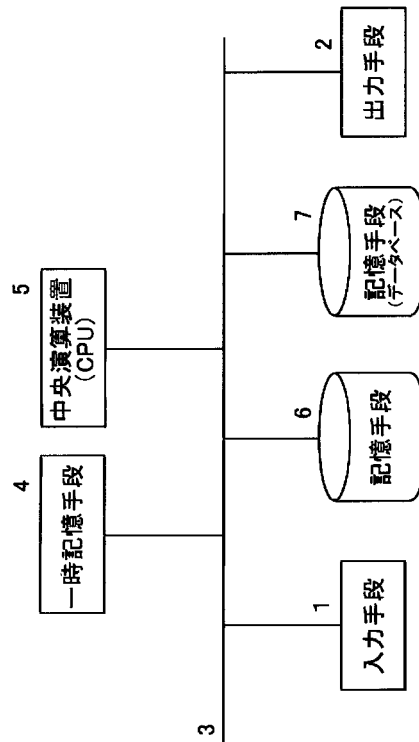 4
一時記憶手段
5
中央演算装置
(CPU)
3
1
入力手段
6
記憶手段
7
記憶手段
(データベース)
2
出力手段